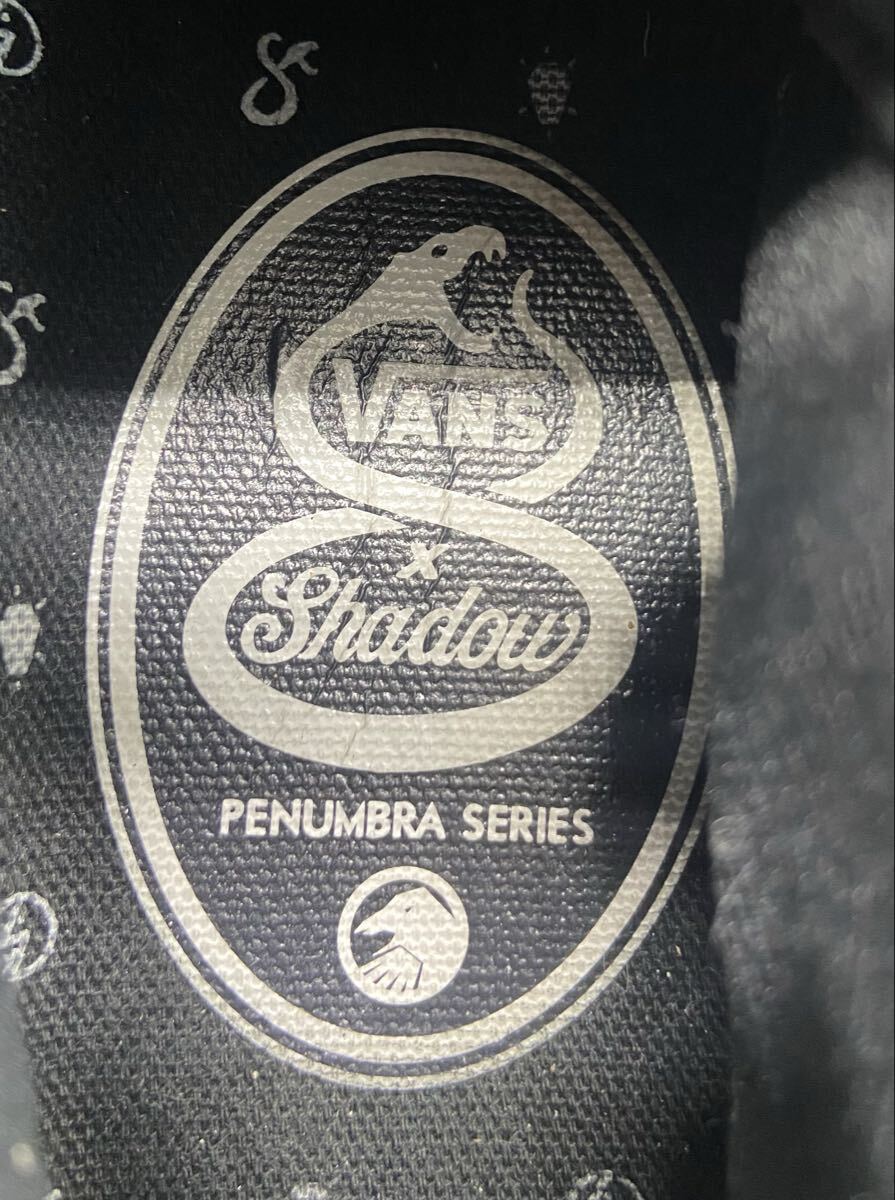 VANS
x
Shadow
PENUMBRA SERIES